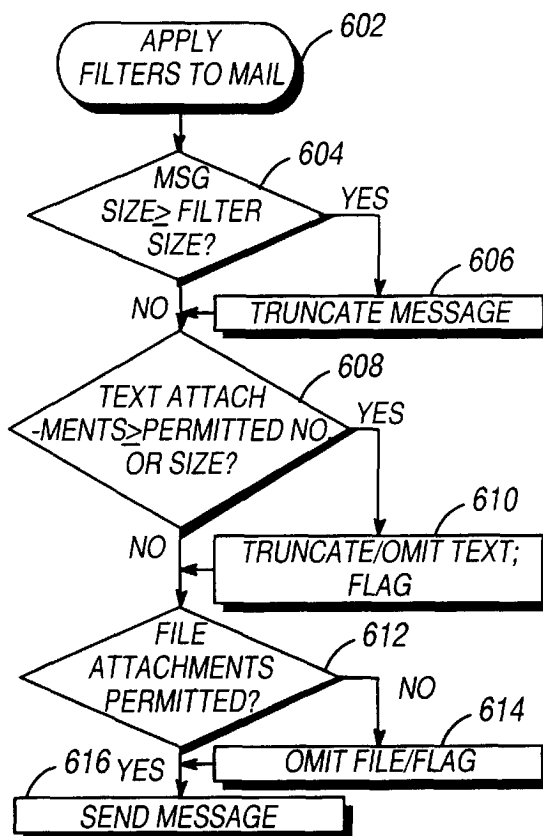 APPLY
FILTERS TO MAIL
602
604
MSG
SIZE≥ FILTER
SIZE?
YES
606
NO
TRUNCATE MESSAGE
608
TEXT ATTACH
-MENTS≥PERMITTED NO.
OR SIZE?
YES
610
NO
TRUNCATE/OMIT TEXT;
FLAG
612
FILE
ATTACHMENTS
PERMITTED?
NO
614
616
YES
OMIT FILE/FLAG
SEND MESSAGE